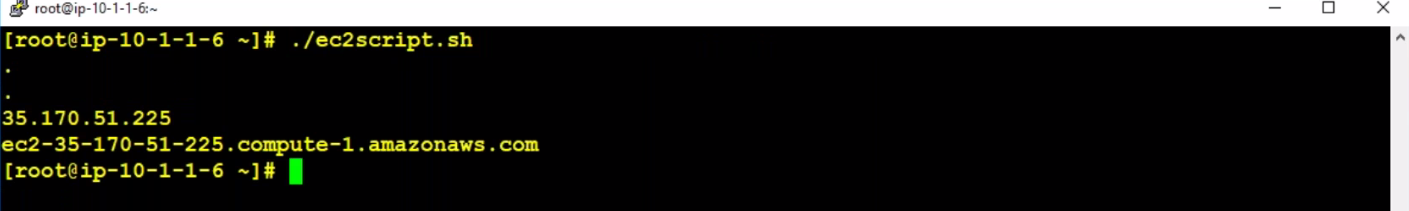 root@ip-10-1-1-6:~
[root@ip-10-1-1-6 ~]# ./ec2script.sh
.
.
35.170.51.225
ec2-35-170-51-225.compute-1.amazonaws.com
[root@ip-10-1-1-6 ~]#